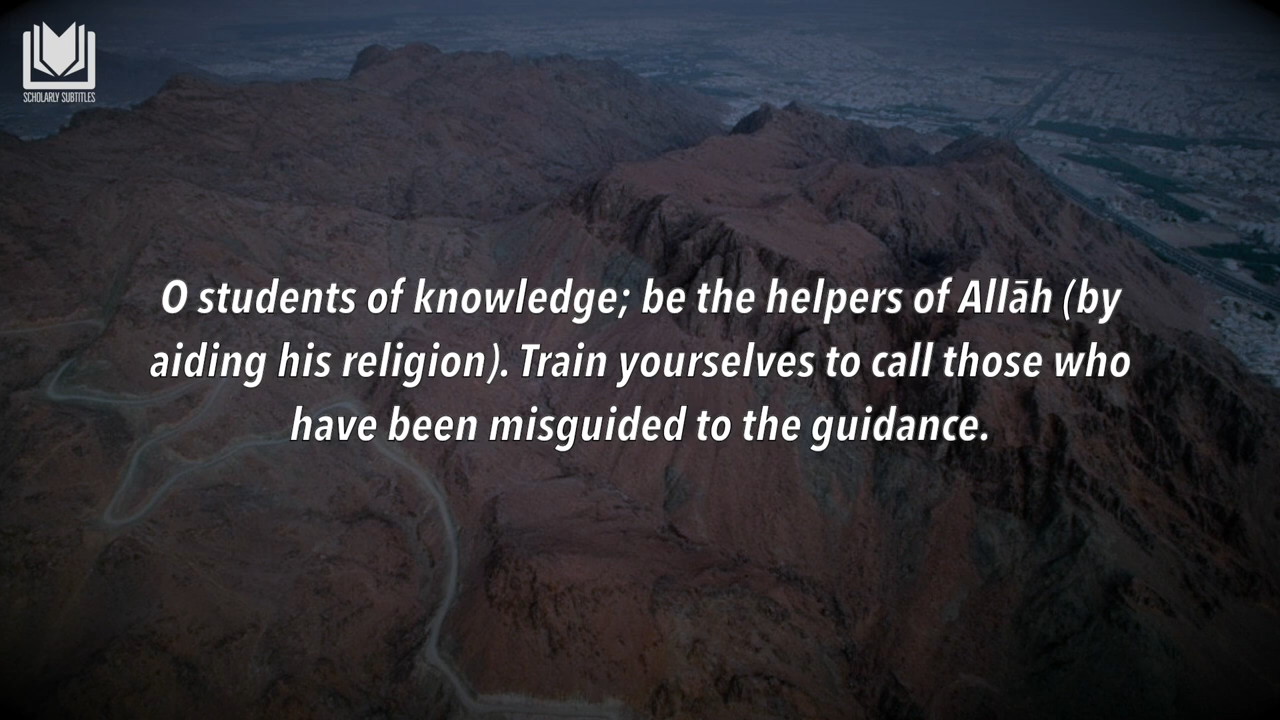 SCHOLARLY SUBTITLES
O students of knowledge; be the helpers of Allāh (by
aiding his religion). Train yourselves to call those who
have been misguided to the guidance.